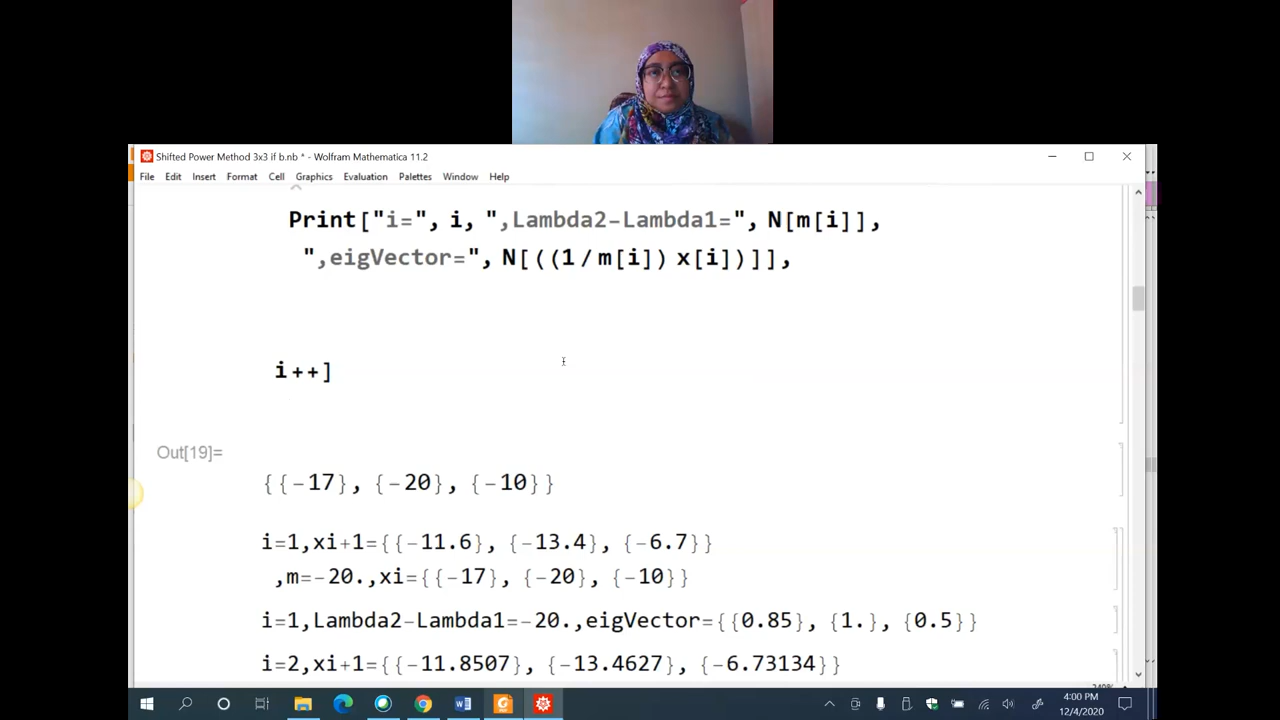 Shifted Power Method 3x3 if b.nb * - Wolfram Mathematica 11.2
File Edit Insert Format Cell Graphics Evaluation Palettes Window Help
Print["i=", i, ",Lambda2-Lambda1=", N[m[i]],
",eigVector=", N[((1/m[i]) x[i])]],
i++]
Out[19]=
{{-17}, {-20}, {-10}}
i=1,xi+1={{-11.6}, {-13.4}, {-6.7}}
,m=-20.,xi={{-17}, {-20}, {-10}}
i=1,Lambda2-Lambda1=-20.,eigVector={{0.85}, {1.}, {0.5}}
i=2,xi+1={{-11.8507}, {-13.4627}, {-6.73134}}
4:00 PM
12/4/2020